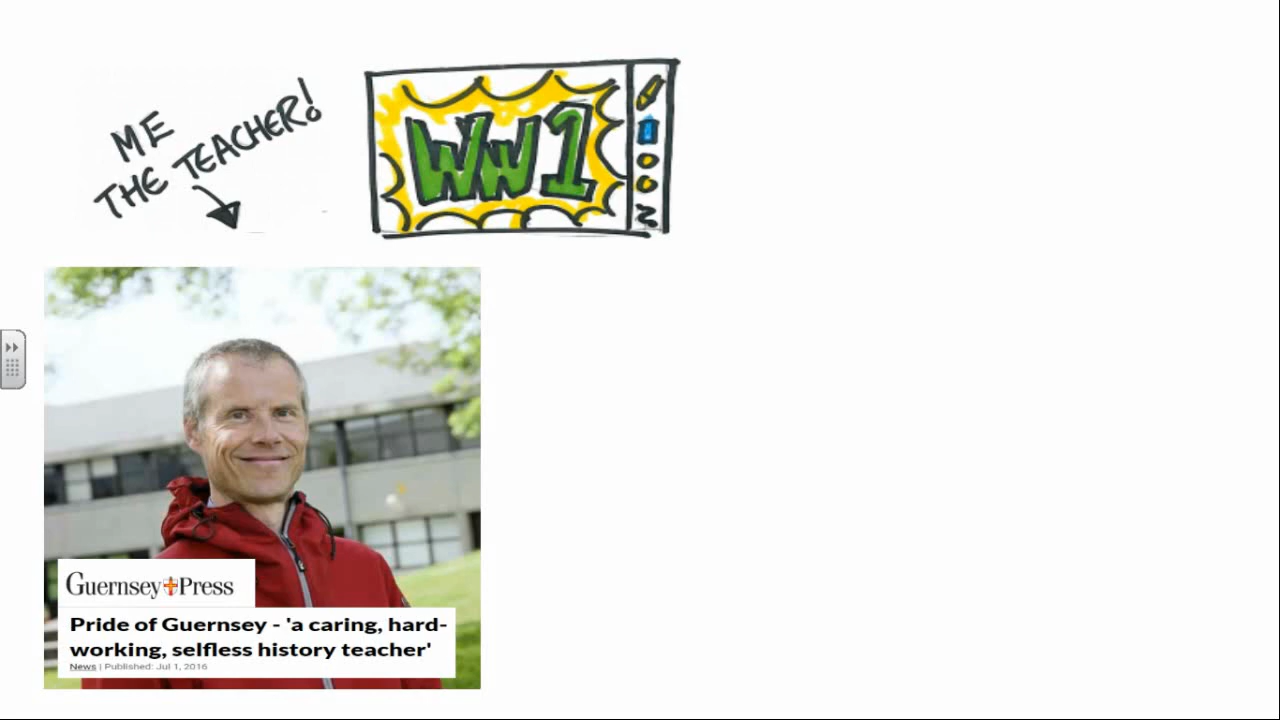 ME
THE TEACHER!
WW1
Guernsey Press
Pride of Guernsey - 'a caring, hard-
working, selfless history teacher'
News | Published: Jul 1, 2016